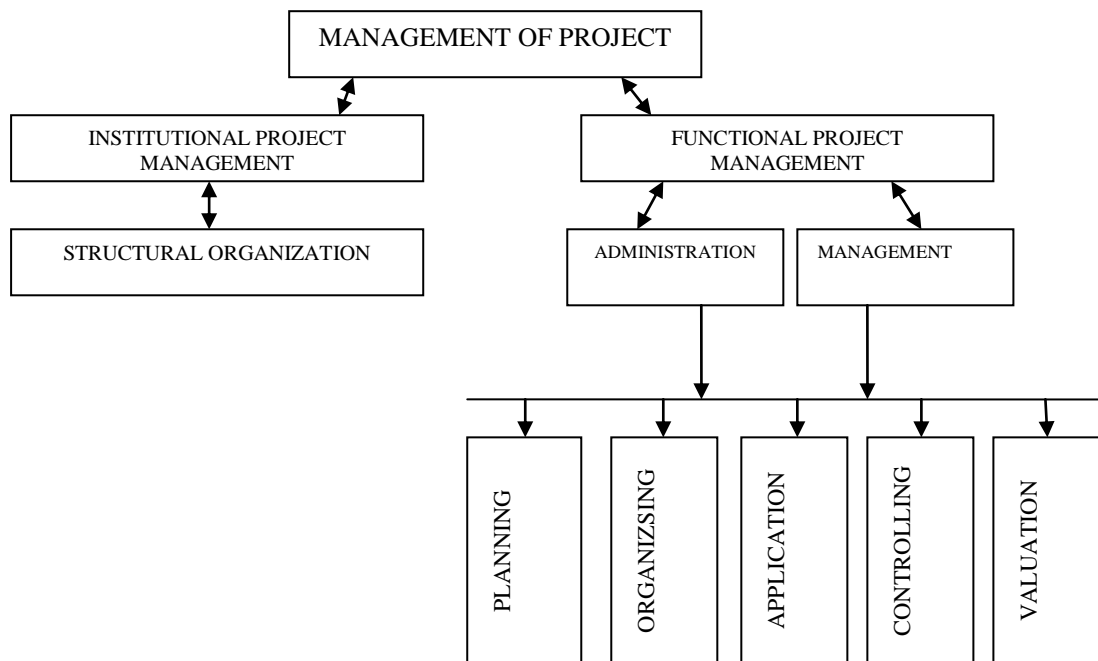 MANAGEMENT OF PROJECT
INSTITUTIONAL PROJECT
MANAGEMENT
FUNCTIONAL PROJECT
MANAGEMENT
STRUCTURAL ORGANIZATION
ADMINISTRATION
MANAGEMENT
PLANNING
ORGANIZSING
APPLICATION
CONTROLLING
VALUATION